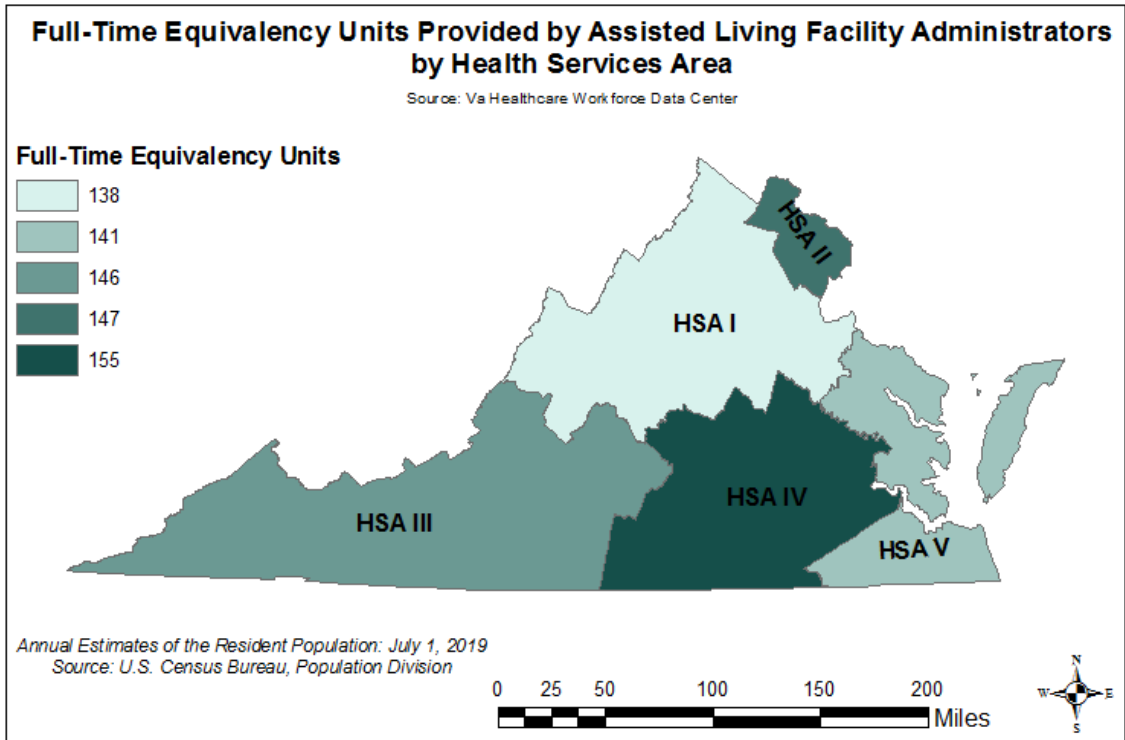 Full-Time Equivalency Units Provided by Assisted Living Facility Administrators
by Health Services Area
Source: Va Healthcare Workforce Data Center
Full-Time Equivalency Units
138
141
146
147
155
HSA II
HSA I
HSA IV
HSA III
HSA V
Annual Estimates of the Resident Population: July 1, 2019
Source: U.S. Census Bureau, Population Division
0 25 50 100 150 200
Miles
N
W E
S